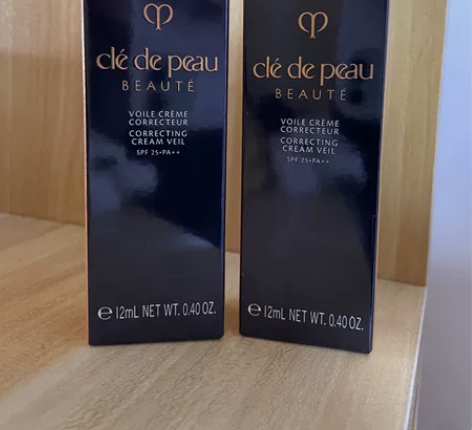 clé de peau
BEAUTÉ
VOILE CRÈME
CORRECTEUR
CORRECTING
CREAM VEIL
SPF 25•PA++
℮ 12mL NET WT. 0.40 OZ.
clé de peau
BEAUTÉ
VOILE CRÈME
CORRECTEUR
CORRECTING
CREAM VEIL
SPF 25•PA++
℮ 12mL NET WT. 0.40 OZ.